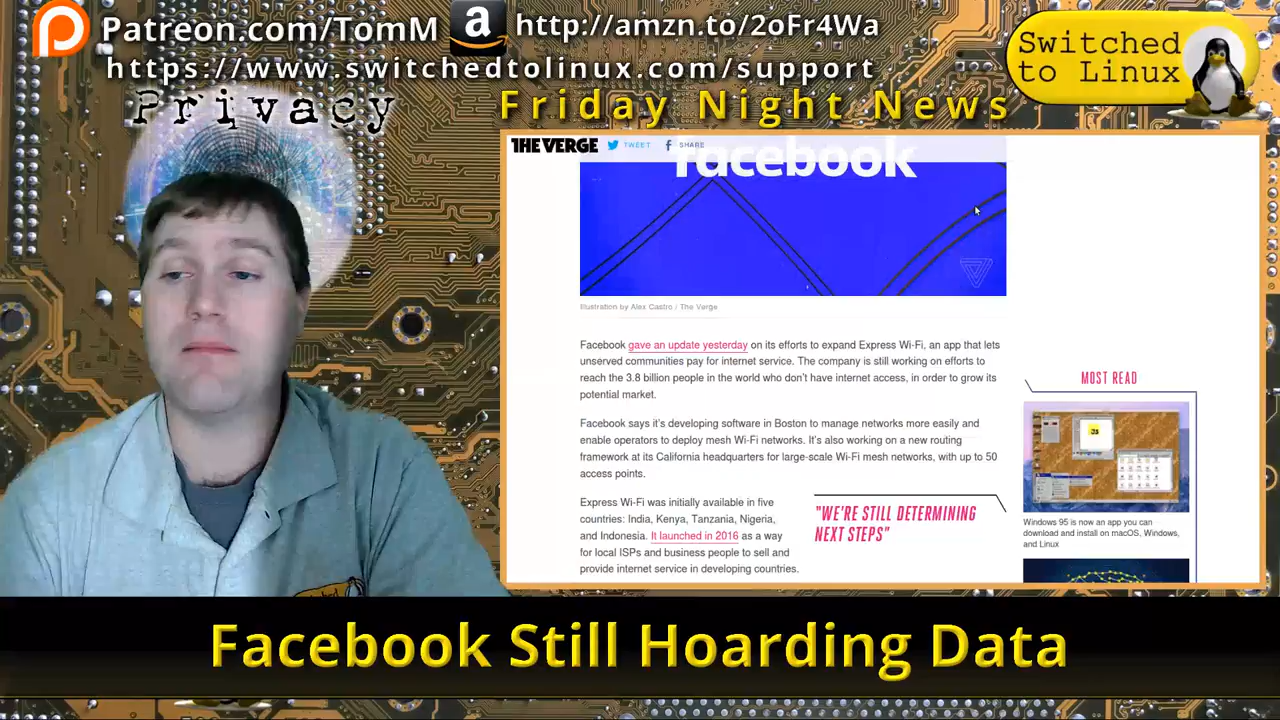 Patreon.com/TomM
a
http://amzn.to/2oFr4Wa
https://www.switchedtolinux.com/support
Switched
to Linux
Privacy
Friday Night News
THE VERGE TWEET SHARE
facebook
Illustration by Alex Castro / The Verge
Facebook gave an update yesterday on its efforts to expand Express Wi-Fi, an app that lets
unserved communities pay for internet service. The company is still working on efforts to
reach the 3.8 billion people in the world who don't have internet access, in order to grow its
potential market.
Facebook says it's developing software in Boston to manage networks more easily and
enable operators to deploy mesh Wi-Fi networks. It's also working on a new routing
framework at its California headquarters for large-scale Wi-Fi mesh networks, with up to 50
access points.
Express Wi-Fi was initially available in five
countries: India, Kenya, Tanzania, Nigeria,
and Indonesia. It launched in 2016 as a way
for local ISPs and business people to sell and
provide internet service in developing countries.
"WE'RE STILL DETERMINING
NEXT STEPS"
MOST READ
JS
Windows 95 is now an app you can
download and install on macOS, Windows,
and Linux
Facebook Still Hoarding Data